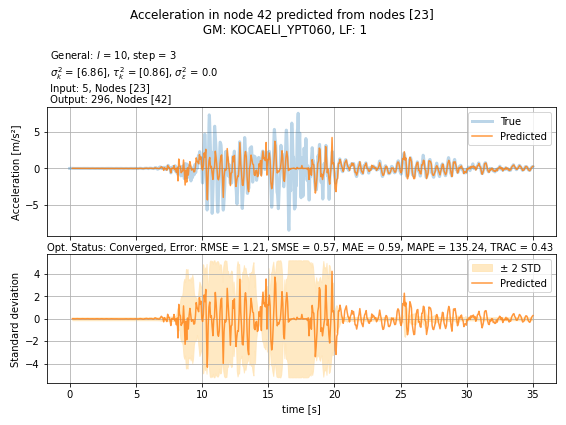 Acceleration in node 42 predicted from nodes [23]
GM: KOCAELI_YPT060, LF: 1
General: l = 10, step = 3
σ²ₖ = [6.86], τ²ₖ = [0.86], σ²ε = 0.0
Input: 5, Nodes [23]
Output: 296, Nodes [42]
Acceleration [m/s²]
5
0
−5
True
Predicted
Opt. Status: Converged, Error: RMSE = 1.21, SMSE = 0.57, MAE = 0.59, MAPE = 135.24, TRAC = 0.43
Standard deviation
4
2
0
−2
−4
± 2 STD
Predicted
0 5 10 15 20 25 30 35
time [s]